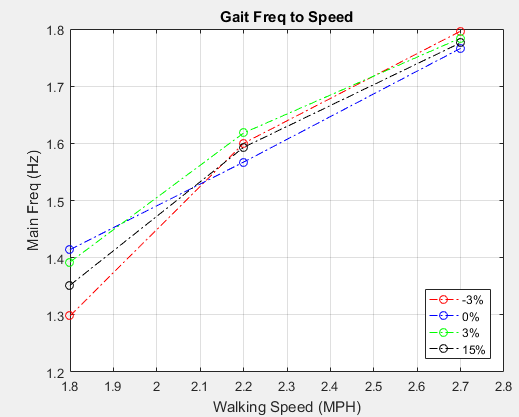 Gait Freq to Speed
Main Freq (Hz)
1.8
1.7
1.6
1.5
1.4
1.3
1.2
1.8 1.9 2 2.1 2.2 2.3 2.4 2.5 2.6 2.7 2.8
Walking Speed (MPH)
-3%
0%
3%
15%